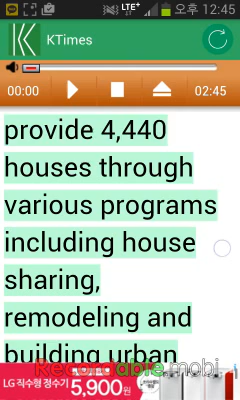 LTE+ 오후 12:45
K KTimes
00:00 02:45
provide 4,440
houses through
various programs
including house
sharing,
remodeling and
building urban
Recordable.mobi
LG 직수형 정수기 5,900원